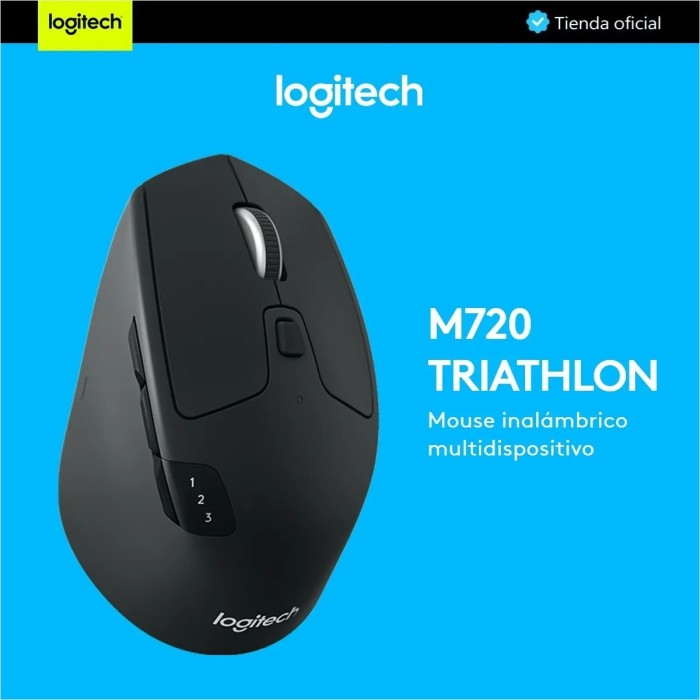 logitech
Tienda oficial
logitech
M720
TRIATHLON
Mouse inalámbrico
multidispositivo
1
2
3
logitech